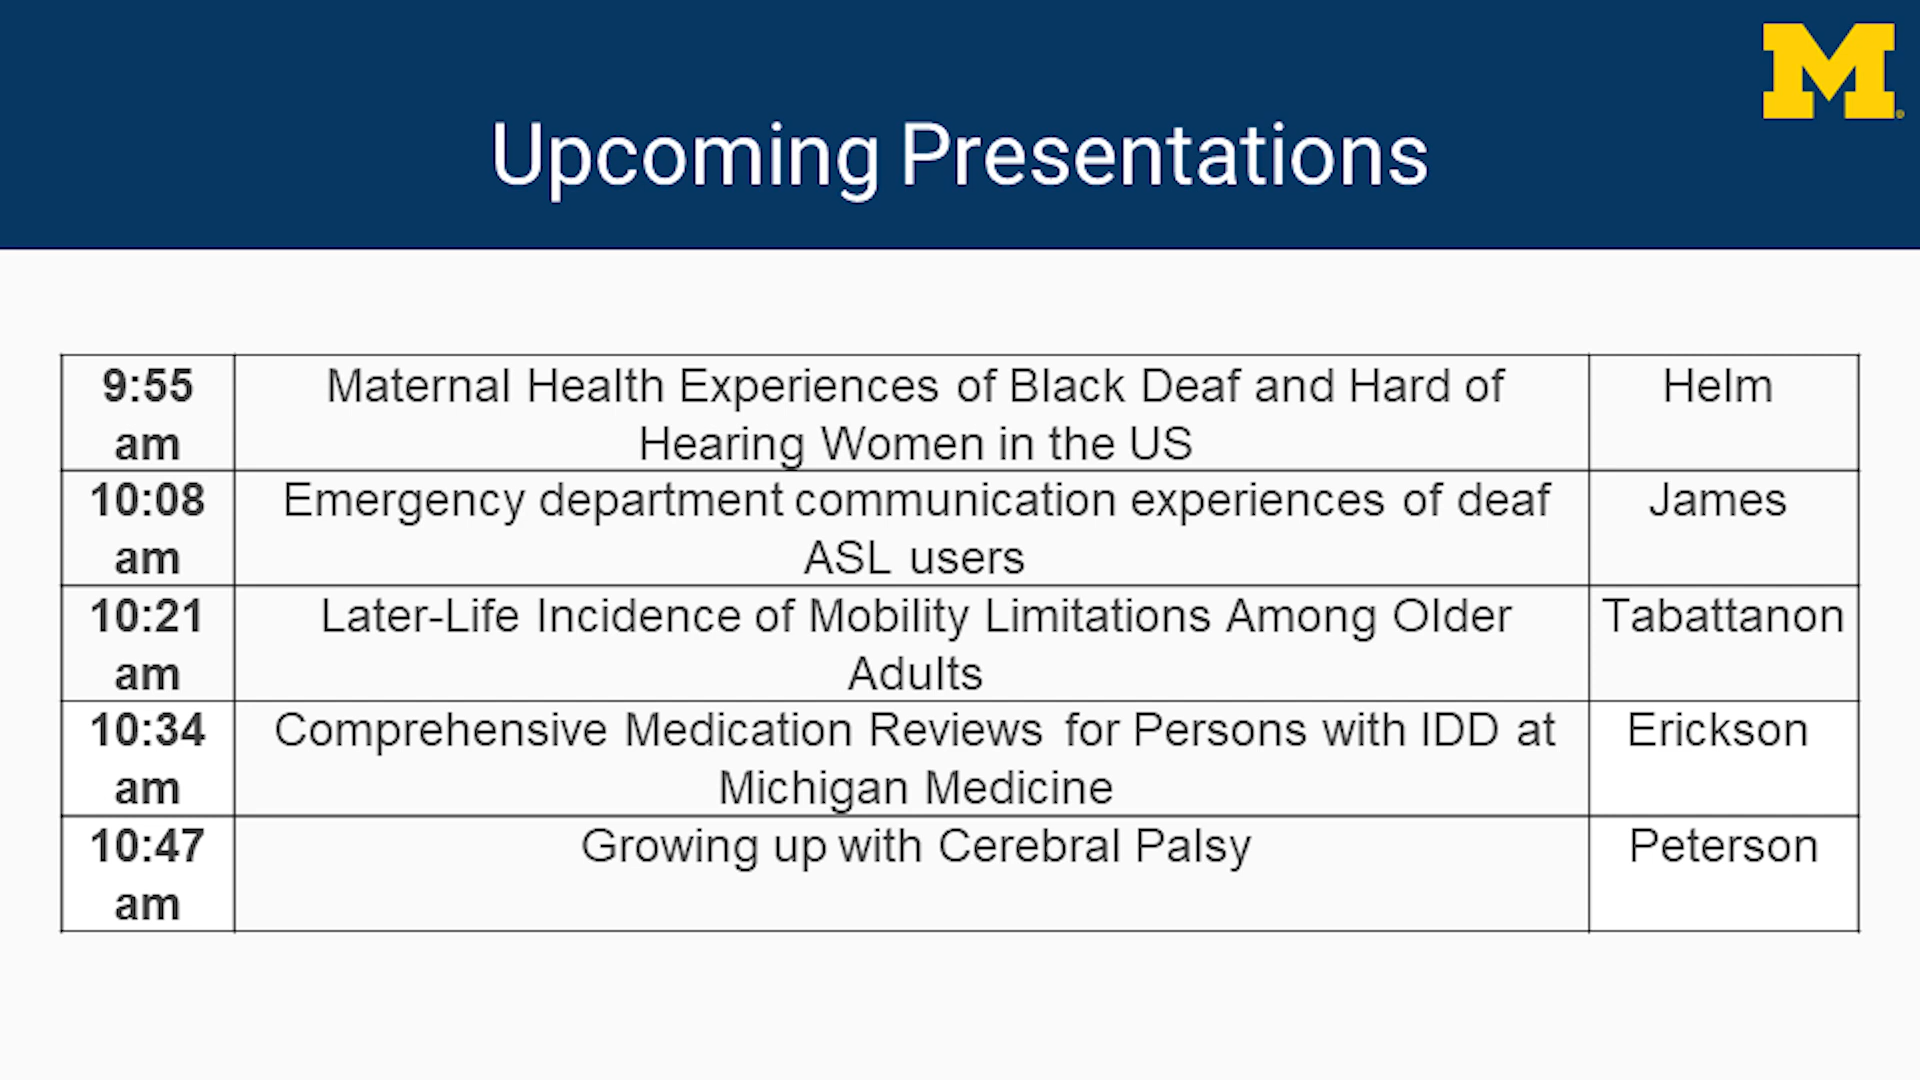 M
Upcoming Presentations
9:55
am
Maternal Health Experiences of Black Deaf and Hard of
Hearing Women in the US
Helm
10:08
am
Emergency department communication experiences of deaf
ASL users
James
10:21
am
Later-Life Incidence of Mobility Limitations Among Older
Adults
Tabattanon
10:34
am
Comprehensive Medication Reviews for Persons with IDD at
Michigan Medicine
Erickson
10:47
am
Growing up with Cerebral Palsy
Peterson